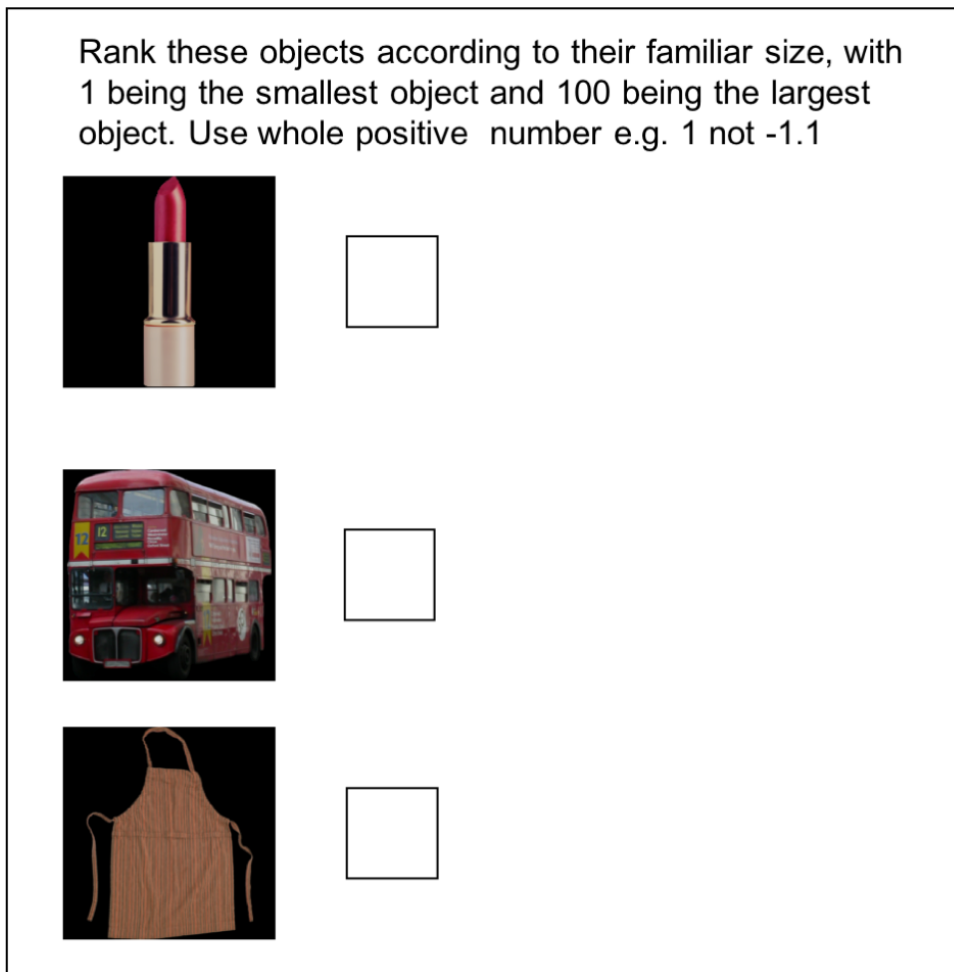 Rank these objects according to their familiar size, with
1 being the smallest object and 100 being the largest
object. Use whole positive  number e.g. 1 not -1.1
12
12